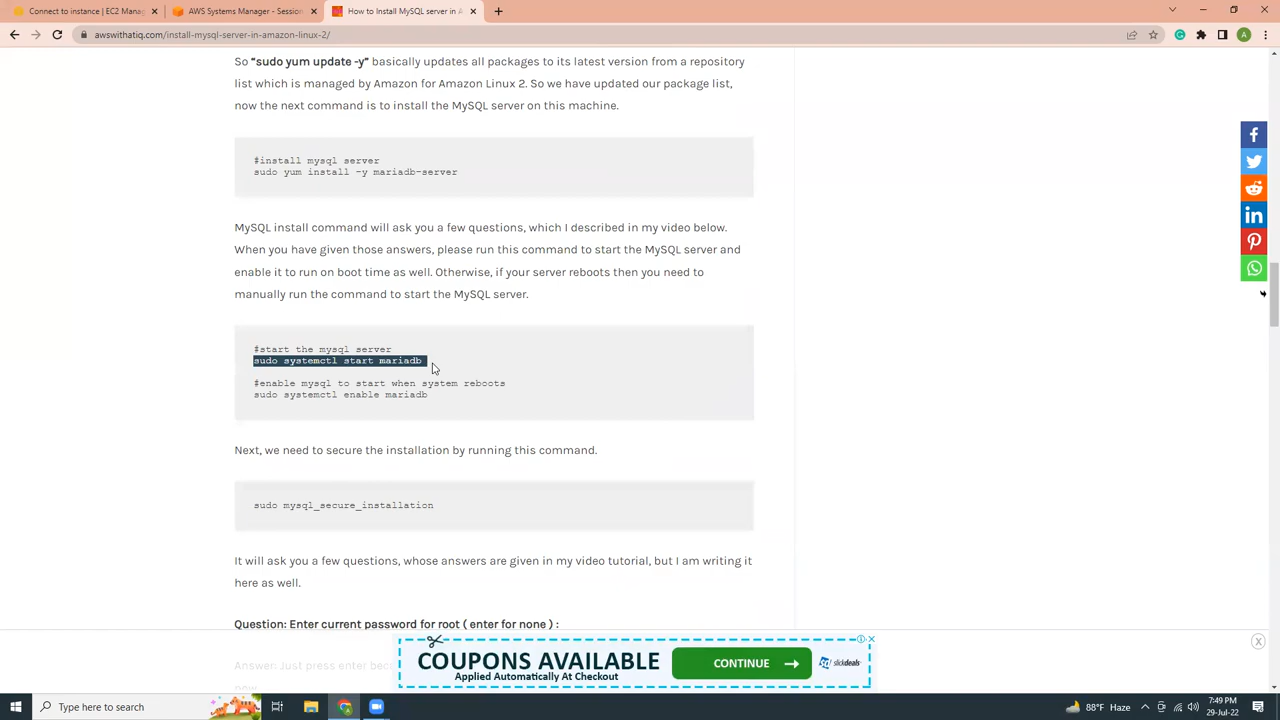 Connect to instance | EC2 Manag
AWS Systems Manager - Session
How to Install MySQL server in A
awswithatiq.com/install-mysql-server-in-amazon-linux-2/
So “sudo yum update -y” basically updates all packages to its latest version from a repository
list which is managed by Amazon for Amazon Linux 2. So we have updated our package list,
now the next command is to install the MySQL server on this machine.
#install mysql server
sudo yum install -y mariadb-server
MySQL install command will ask you a few questions, which I described in my video below.
When you have given those answers, please run this command to start the MySQL server and
enable it to run on boot time as well. Otherwise, if your server reboots then you need to
manually run the command to start the MySQL server.
#start the mysql server
sudo systemctl start mariadb
#enable mysql to start when system reboots
sudo systemctl enable mariadb
Next, we need to secure the installation by running this command.
sudo mysql_secure_installation
It will ask you a few questions, whose answers are given in my video tutorial, but I am writing it
here as well.
Question: Enter current password for root ( enter for none ) :
Answer: Just press enter bec
now
COUPONS AVAILABLE
Applied Automatically At Checkout
CONTINUE
slickdeals
Type here to search
88°F Haze
7:49 PM
29-Jul-22